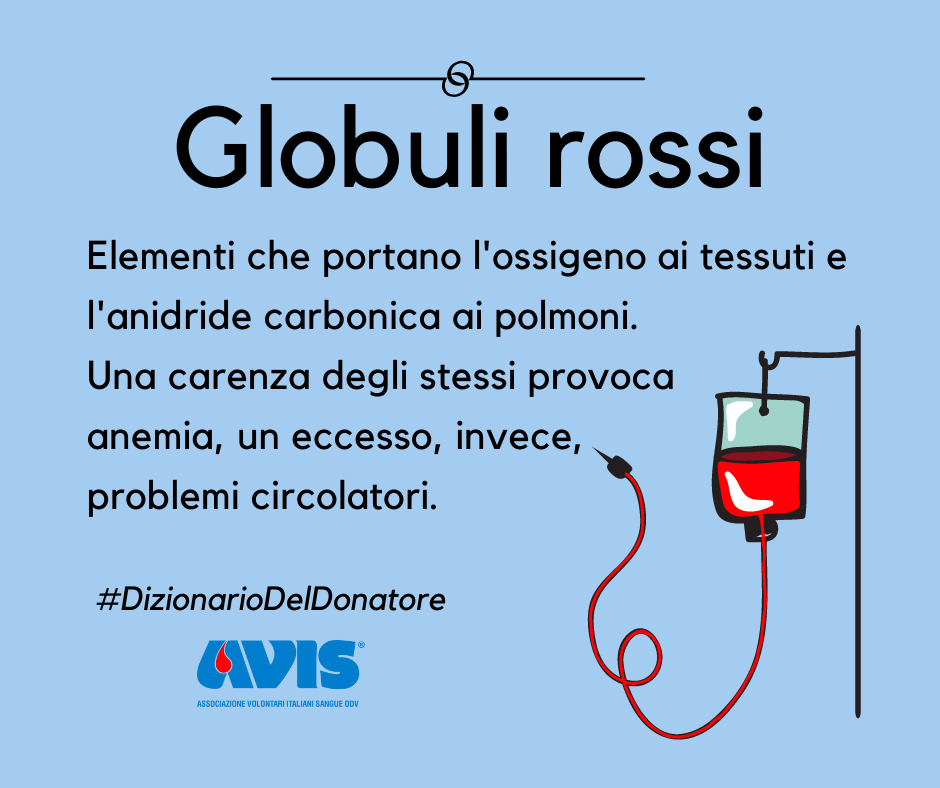 Globuli rossi
Elementi che portano l'ossigeno ai tessuti e
l'anidride carbonica ai polmoni.
Una carenza degli stessi provoca
anemia, un eccesso, invece,
problemi circolatori.
#DizionarioDelDonatore
AVIS®
ASSOCIAZIONE VOLONTARI ITALIANI SANGUE ODV